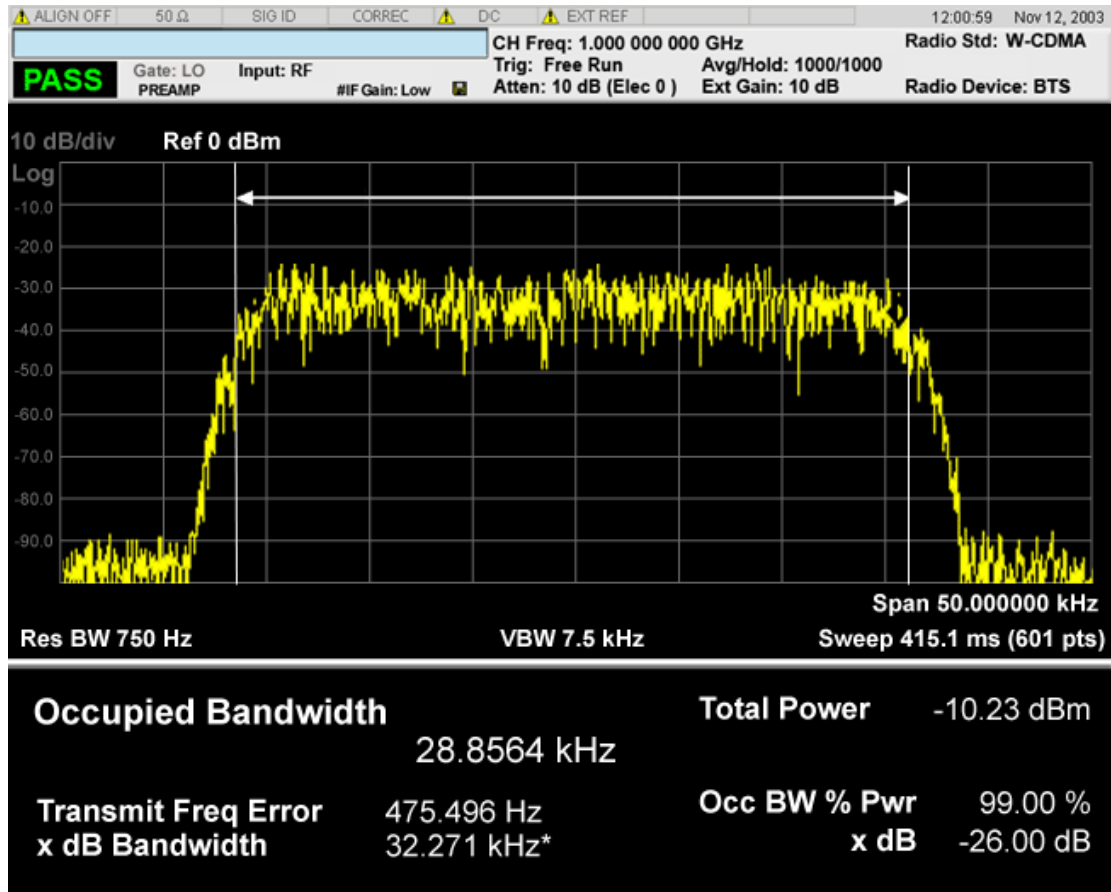 ALIGN OFF 50 Ω SIG ID CORREC DC EXT REF 12:00:59 Nov 12, 2003
CH Freq: 1.000 000 000 GHz Radio Std: W-CDMA
PASS Gate: LO Input: RF Trig: Free Run Avg/Hold: 1000/1000
PREAMP #IF Gain: Low Atten: 10 dB (Elec 0 ) Ext Gain: 10 dB Radio Device: BTS
10 dB/div Ref 0 dBm
Log
-10.0
-20.0
-30.0
-40.0
-50.0
-60.0
-70.0
-80.0
-90.0
Span 50.000000 kHz
Res BW 750 Hz VBW 7.5 kHz Sweep 415.1 ms (601 pts)
Occupied Bandwidth Total Power -10.23 dBm
28.8564 kHz
Transmit Freq Error 475.496 Hz Occ BW % Pwr 99.00 %
x dB Bandwidth 32.271 kHz* x dB -26.00 dB